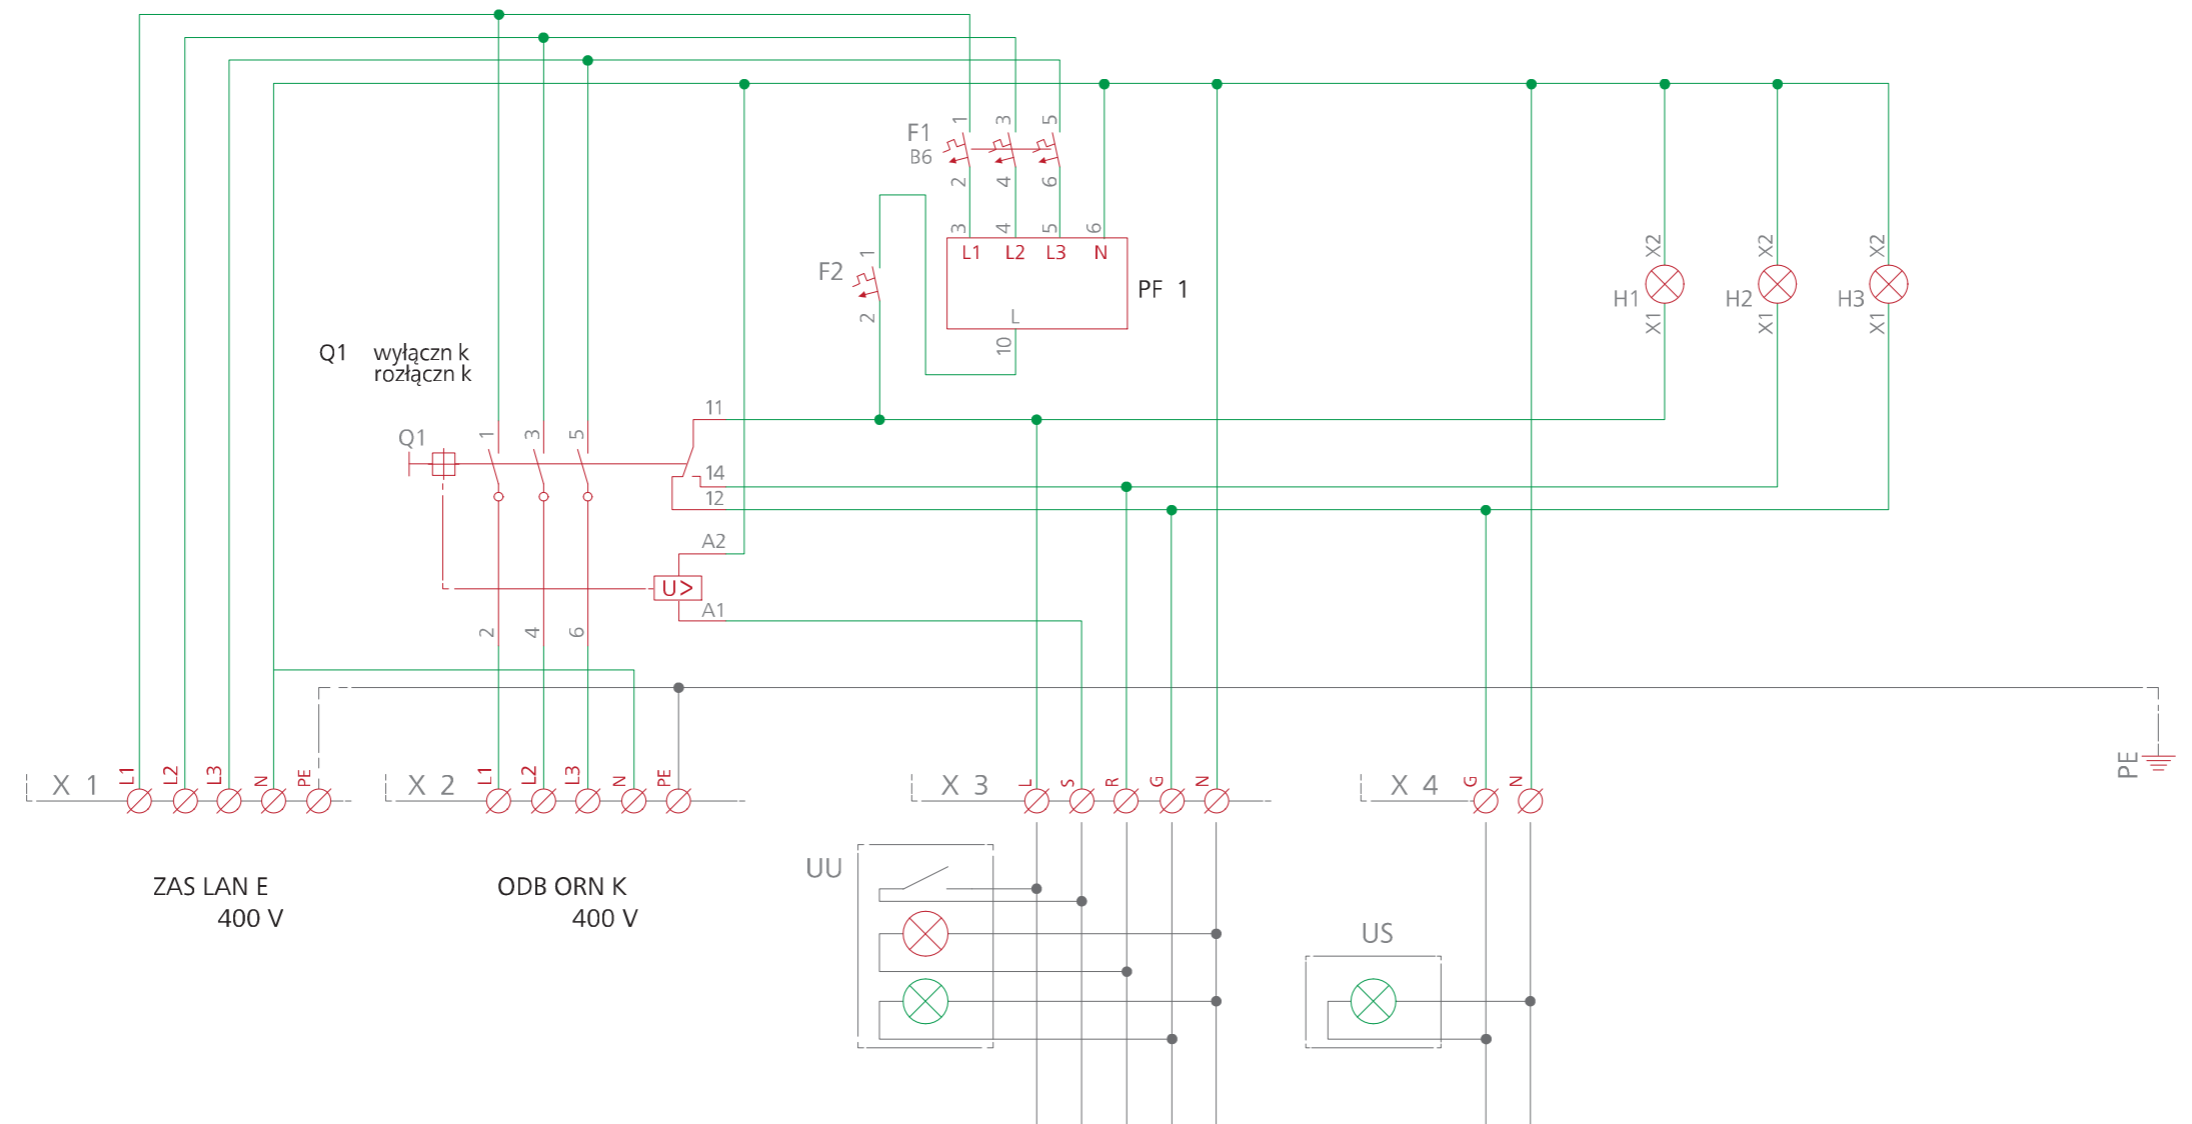 F1
B6
1
3
5
2
4
6
3
4
5
6
L1
L2
L3
N
PF 1
L
10
F2
1
2
X2
X2
X2
H1
H2
H3
X1
X1
X1
Q1 wyłączn k
rozłączn k
11
Q1
1
3
5
14
12
A2
U>
A1
2
4
6
X 1
L1
L2
L3
N
PE
X 2
L1
L2
L3
N
PE
X 3
L
S
R
G
N
X 4
G
N
PE
ZAS LAN E
400 V
ODB ORN K
400 V
UU
US